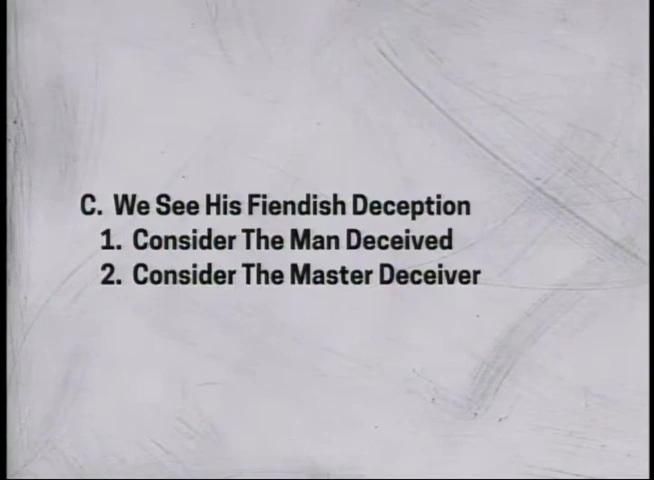 C. We See His Fiendish Deception
1. Consider The Man Deceived
2. Consider The Master Deceiver